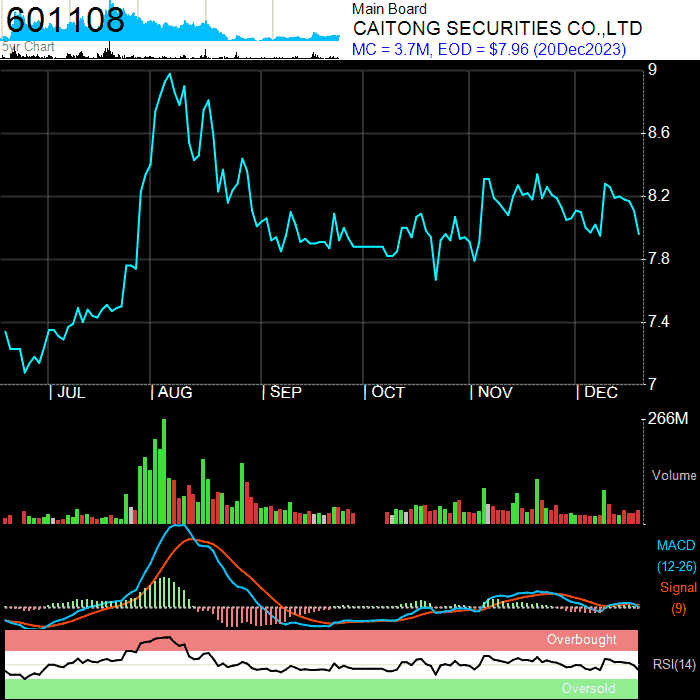 601108
5yr Chart
Main Board
CAITONG SECURITIES CO.,LTD
MC = 3.7M, EOD = $7.96 (20Dec2023)
9
8.6
8.2
7.8
7.4
7
JUL AUG SEP OCT NOV DEC
266M
Volume
MACD
(12-26)
Signal
(9)
Overbought
RSI(14)
Oversold